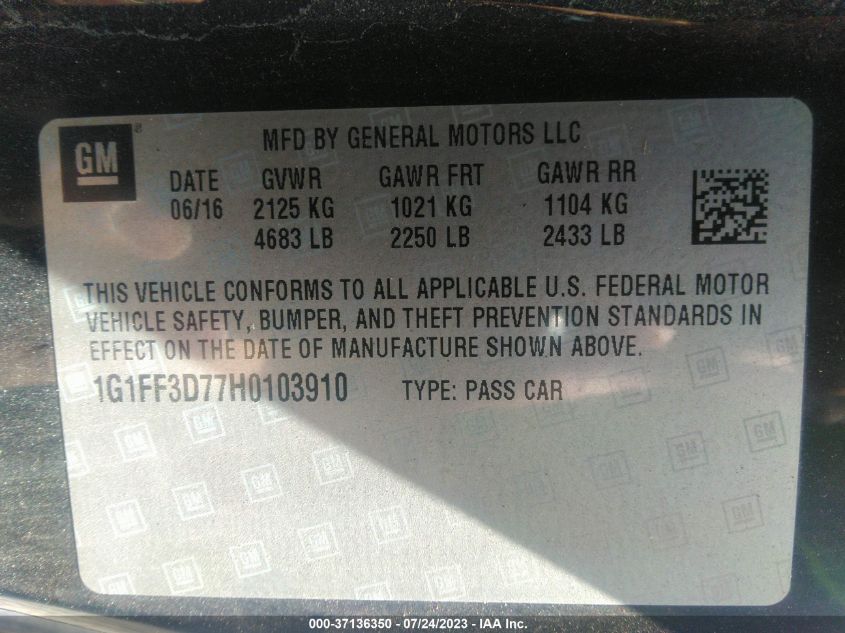 GM
®
MFD BY GENERAL MOTORS LLC
DATE GVWR GAWR FRT GAWR RR
06/16 2125 KG 1021 KG 1104 KG
4683 LB 2250 LB 2433 LB
THIS VEHICLE CONFORMS TO ALL APPLICABLE U.S. FEDERAL MOTOR
VEHICLE SAFETY, BUMPER, AND THEFT PREVENTION STANDARDS IN
EFFECT ON THE DATE OF MANUFACTURE SHOWN ABOVE.
1G1FF3D77H0103910 TYPE: PASS CAR
000-37136350 - 07/24/2023 - IAA Inc.